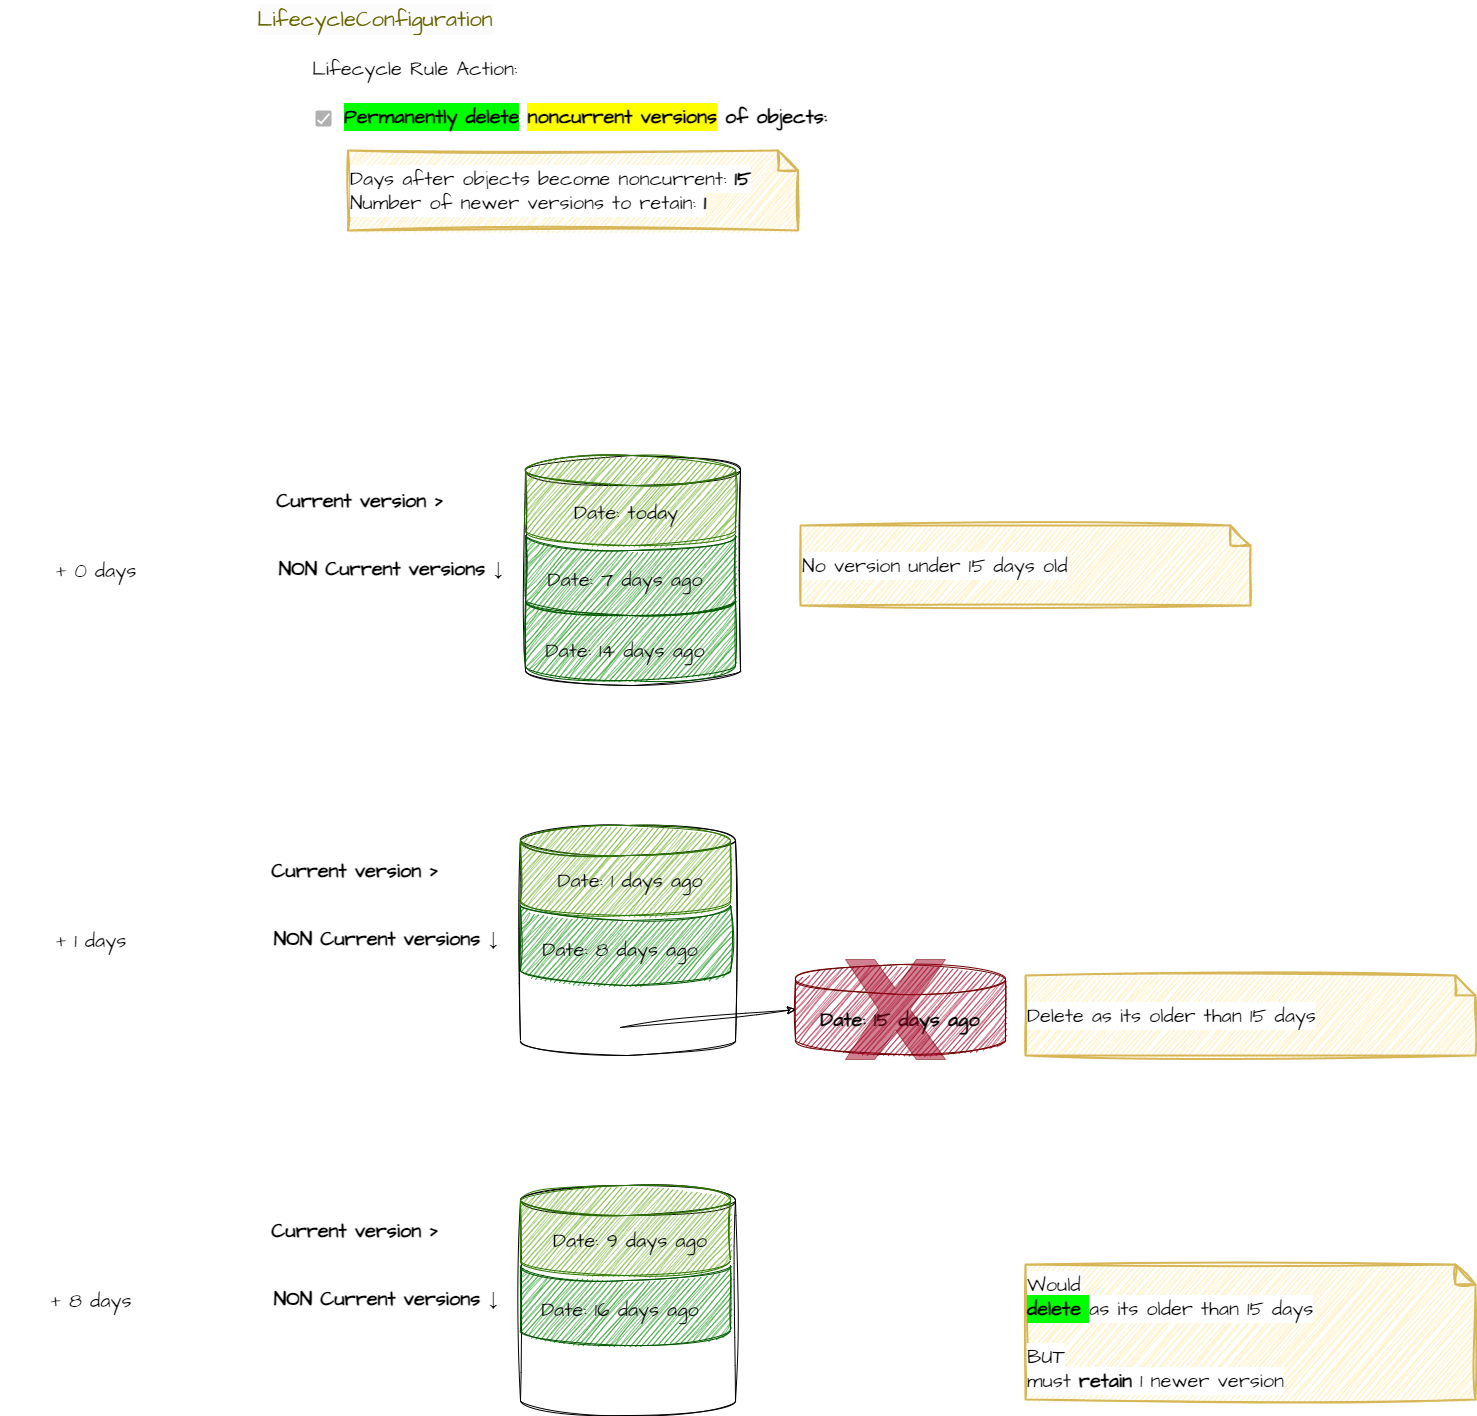 LifecycleConfiguration
Lifecycle Rule Action:
Permanently delete noncurrent versions of objects:
Days after objects become noncurrent: 15
Number of newer versions to retain: 1
Current version >
Date: today
+ 0 days
NON Current versions ↓
Date: 7 days ago
No version under 15 days old
Date: 14 days ago
Current version >
Date: 1 days ago
+ 1 days
NON Current versions ↓
Date: 8 days ago
Date: 15 days ago
X
Delete as its older than 15 days
Current version >
Date: 9 days ago
+ 8 days
NON Current versions ↓
Date: 16 days ago
Would
delete as its older than 15 days
BUT
must retain 1 newer version